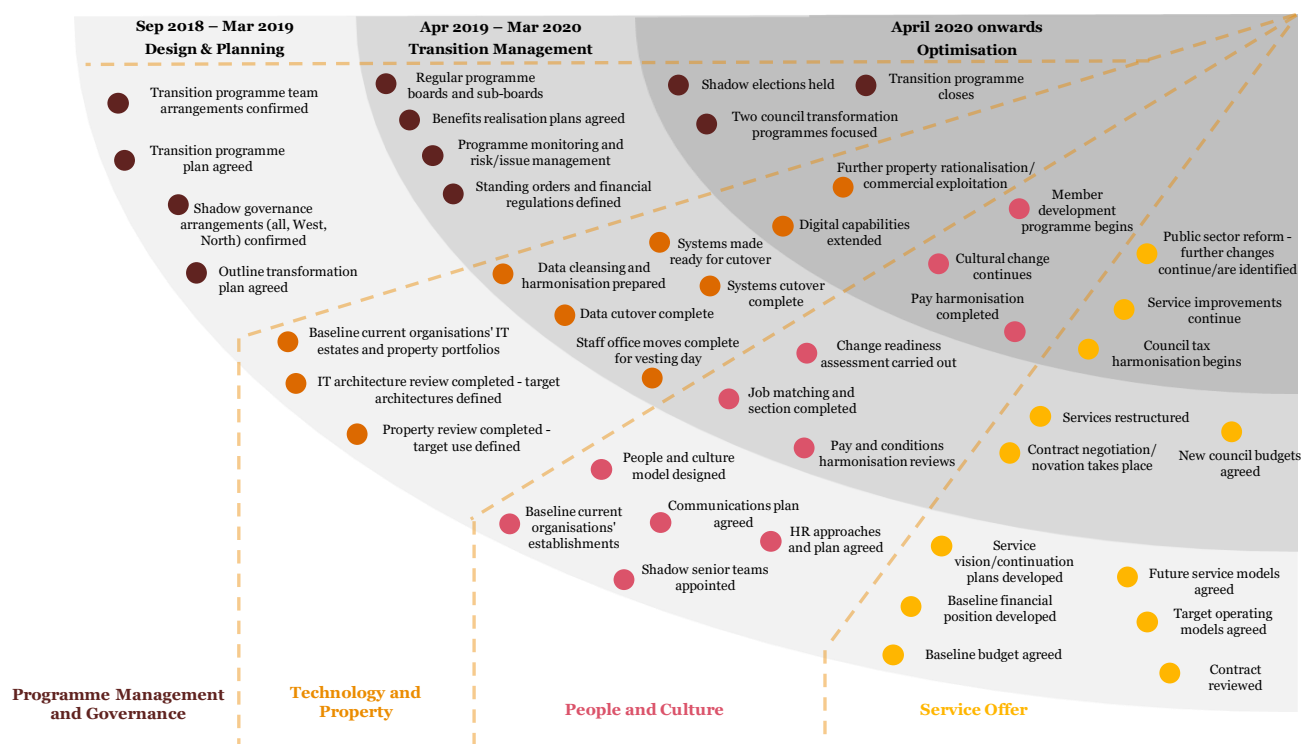 Sep 2018 – Mar 2019
Design & Planning
Apr 2019 – Mar 2020
Transition Management
April 2020 onwards
Optimisation
Transition programme team
arrangements confirmed
Transition programme
plan agreed
Shadow governance
arrangements (all, West,
North) confirmed
Outline transformation
plan agreed
Regular programme
boards and sub-boards
Benefits realisation plans agreed
Programme monitoring and
risk/issue management
Standing orders and financial
regulations defined
Shadow elections held
Transition programme
closes
Two council transformation
programmes focused
Baseline current organisations' IT
estates and property portfolios
IT architecture review completed - target
architectures defined
Property review completed -
target use defined
Data cleansing and
harmonisation prepared
Systems made
ready for cutover
Systems cutover
complete
Data cutover complete
Staff office moves complete
for vesting day
Further property rationalisation/
commercial exploitation
Digital capabilities
extended
People and culture
model designed
Baseline current
organisations'
establishments
Communications plan
agreed
HR approaches
and plan agreed
Shadow senior teams
appointed
Change readiness
assessment carried out
Job matching and
section completed
Pay and conditions
harmonisation reviews
Member
development
programme begins
Cultural change
continues
Pay harmonisation
completed
Service
vision/continuation
plans developed
Baseline financial
position developed
Baseline budget agreed
Future service models
agreed
Target operating
models agreed
Contract
reviewed
Services restructured
Contract negotiation/
novation takes place
New council budgets
agreed
Public sector reform -
further changes
continue/are identified
Service improvements
continue
Council tax
harmonisation begins
Programme Management
and Governance
Technology and
Property
People and Culture
Service Offer